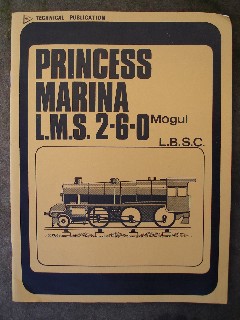 TECHNICAL PUBLICATION
PRINCESS
MARINA
L.M.S. 2-6-0 Mogul
L.B.S.C.